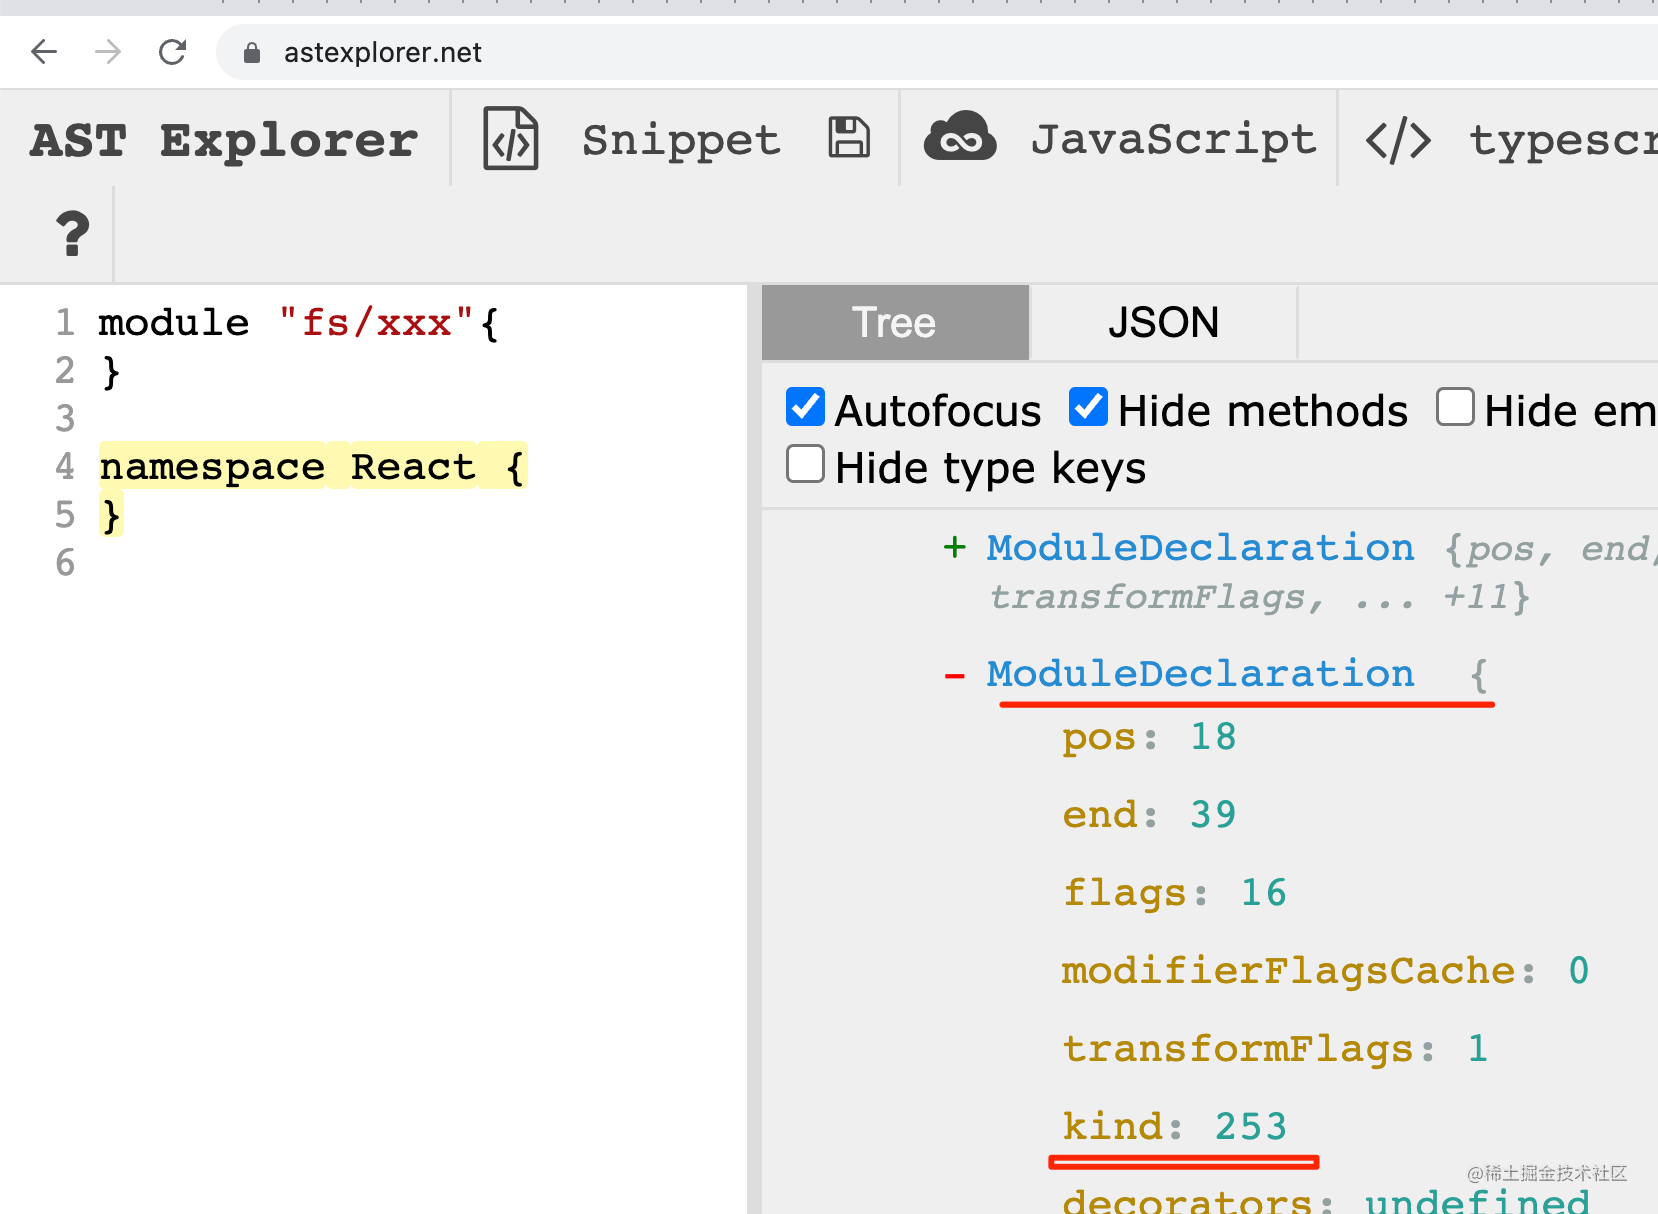 astexplorer.net
AST Explorer
Snippet
JavaScript
</> typescr
?
1 module "fs/xxx"{
2 }
3
4 namespace React {
5 }
6
Tree
JSON
Autofocus Hide methods Hide em
Hide type keys
+ ModuleDeclaration {pos, end,
transformFlags, ... +11}
- ModuleDeclaration {
pos: 18
end: 39
flags: 16
modifierFlagsCache: 0
transformFlags: 1
kind: 253
decorators: undefined
@稀土掘金技术社区